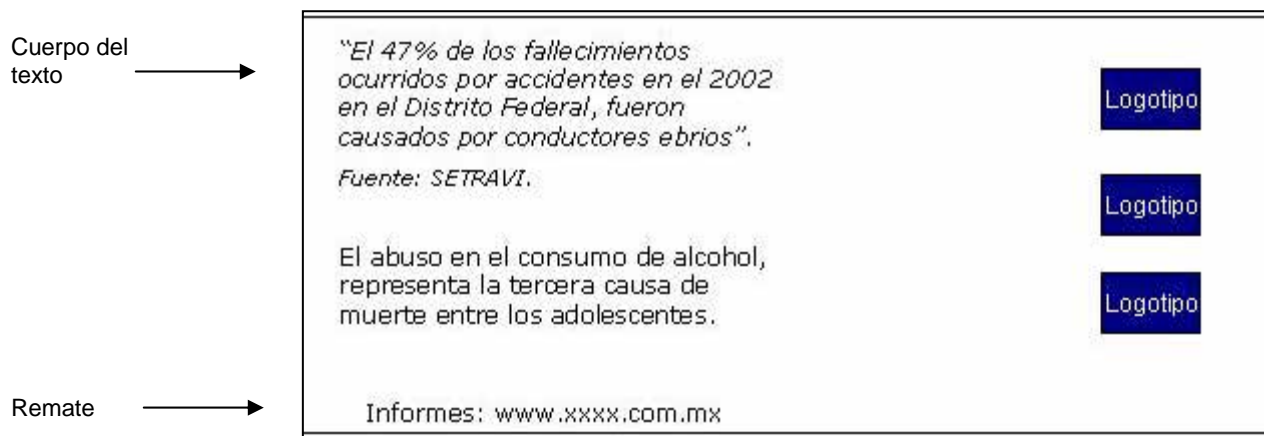 Cuerpo del
texto
“El 47% de los fallecimientos
ocurridos por accidentes en el 2002
en el Distrito Federal, fueron
causados por conductores ebrios”.
Fuente: SETRAVI.
Logotipo
Logotipo
El abuso en el consumo de alcohol,
representa la tercera causa de
muerte entre los adolescentes.
Logotipo
Remate
Informes: www.xxxx.com.mx